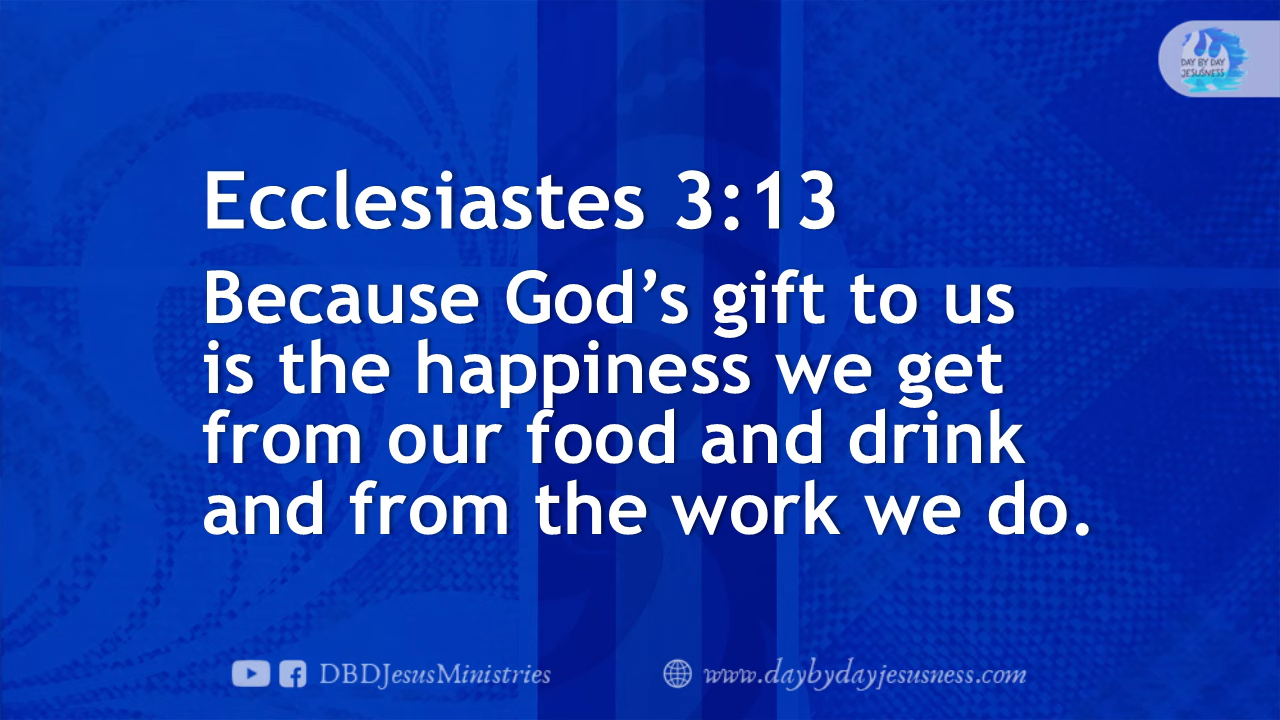 DAY BY DAY
JESUSNESS
Ecclesiastes 3:13
Because God’s gift to us
is the happiness we get
from our food and drink
and from the work we do.
DBDJesusMinistries
www.daybydayjesusness.com